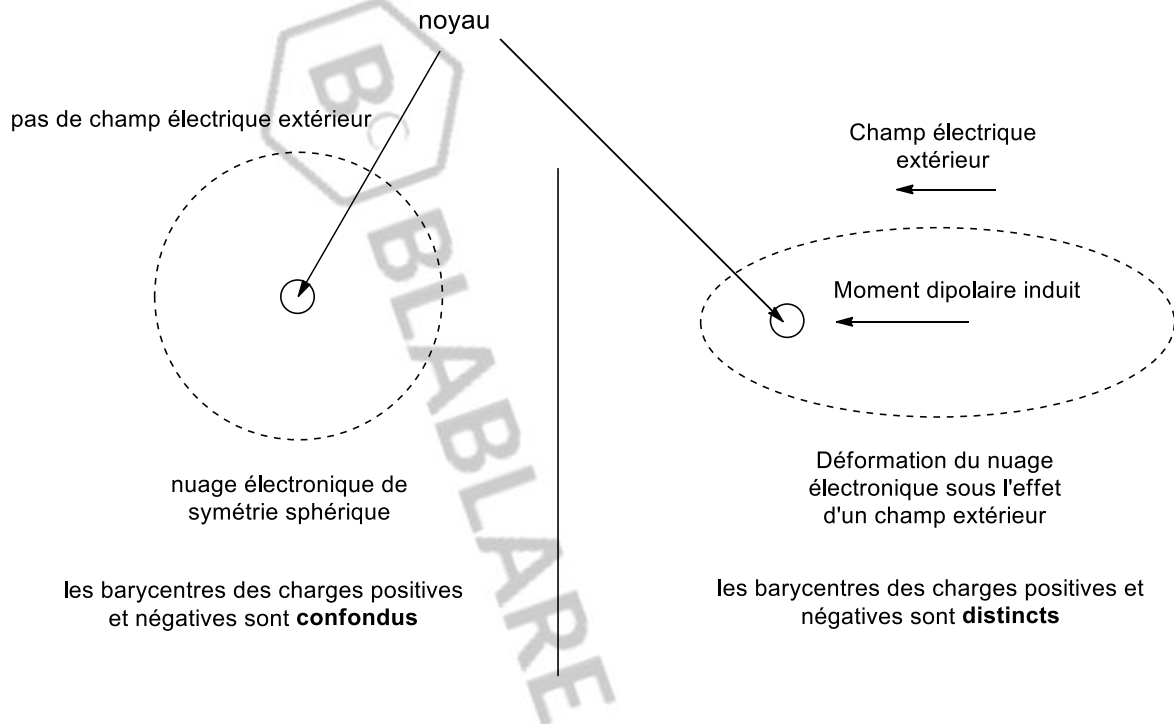 noyau
pas de champ électrique extérieur
nuage électronique de
symétrie sphérique
les barycentres des charges positives
et négatives sont confondus
Champ électrique
extérieur
Moment dipolaire induit
Déformation du nuage
électronique sous l'effet
d'un champ extérieur
les barycentres des charges positives et
négatives sont distincts
BC BLABLARE